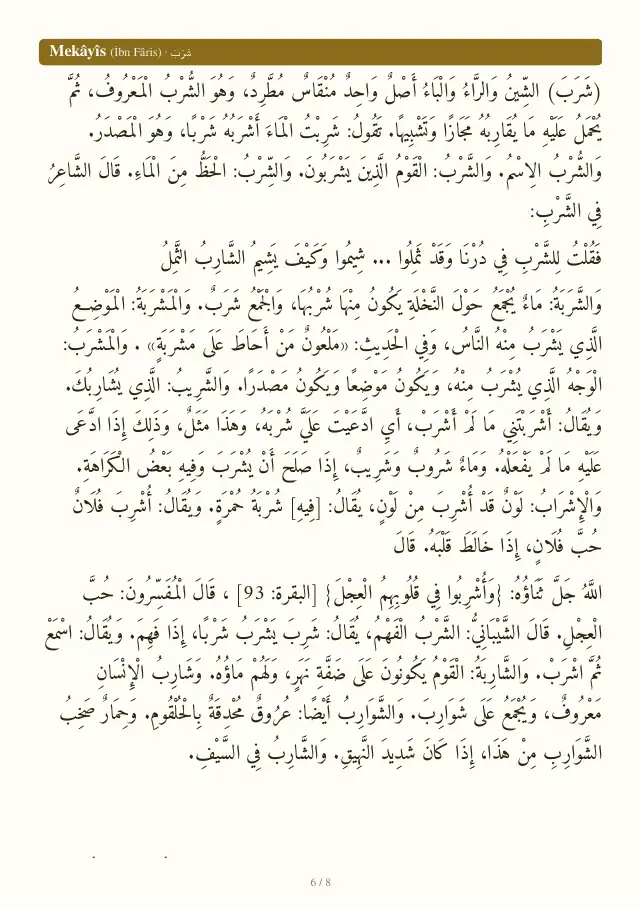 Mekâyîs (İbn Fâris) · شَرَبَ
(شَرَبَ) الشِّينُ وَالرَّاءُ وَالْبَاءُ أَصْلٌ وَاحِدٌ مُنْقَاسٌ مُطَّرِدٌ، وَهُوَ الشُّرْبُ الْمَعْرُوفُ، ثُمَّ
يُحْمَلُ عَلَيْهِ مَا يُقَارِبُهُ مَجَازًا وَتَشْبِيهًا. تَقُولُ: شَرِبْتُ الْمَاءَ أَشْرَبُهُ شَرْبًا، وَهُوَ الْمَصْدَرُ.
وَالشُّرْبُ الِاسْمُ. وَالشَّرْبُ: الْقَوْمُ الَّذِينَ يَشْرَبُونَ. وَالشِّرْبُ: الْحَظُّ مِنَ الْمَاءِ. قَالَ الشَّاعِرُ
فِي الشَّرْبِ:
فَقُلْتُ لِلشَّرْبِ فِي دُرْنَا وَقَدْ ثَمِلُوا ... شِيمُوا وَكَيْفَ يَشِيمُ الشَّارِبُ الثَّمِلُ
وَالشَّرَبَةُ: مَاءٌ يُجْمَعُ حَوْلَ النَّخْلَةِ يَكُونُ مِنْهَا شُرْبُهَا، وَالْجَمْعُ شَرَبٌ. وَالْمَشْرَبَةُ: الْمَوْضِعُ
الَّذِي يَشْرَبُ مِنْهُ النَّاسُ، وَفِي الْحَدِيثِ: «مَلْعُونٌ مَنْ أَحَاطَ عَلَى مَشْرَبَةٍ» . وَالْمَشْرَبُ:
الْوَجْهُ الَّذِي يُشْرَبُ مِنْهُ، وَيَكُونُ مَوْضِعًا وَيَكُونُ مَصْدَرًا. وَالشَّرِيبُ: الَّذِي يُشَارِبُكَ.
وَيُقَالُ: أَشْرَبْتَنِي مَا لَمْ أَشْرَبْ، أَيِ ادَّعَيْتَ عَلَيَّ شُرْبَهُ، وَهَذَا مَثَلٌ، وَذَلِكَ إِذَا ادَّعَى
عَلَيْهِ مَا لَمْ يَفْعَلْهُ. وَمَاءٌ شَرُوبٌ وَشَرِيبٌ، إِذَا صَلَحَ أَنْ يُشْرَبَ وَفِيهِ بَعْضُ الْكَرَاهَةِ.
وَالْإِشْرَابُ: لَوْنٌ قَدْ أُشْرِبَ مِنْ لَوْنٍ، يُقَالُ: [فِيهِ] شُرْبَةُ حُمْرَةٍ. وَيُقَالُ: أُشْرِبَ فُلَانٌ
حُبَّ فُلَانٍ، إِذَا خَالَطَ قَلْبَهُ. قَالَ
اللَّهُ جَلَّ ثَنَاؤُهُ: {وَأُشْرِبُوا فِي قُلُوبِهِمُ الْعِجْلَ} [البقرة: 93] ، قَالَ الْمُفَسِّرُونَ: حُبَّ
الْعِجْلِ. قَالَ الشَّيْبَانِيُّ: الشَّرْبُ الْفَهْمُ، يُقَالُ: شَرِبَ يَشْرَبُ شَرْبًا، إِذَا فَهِمَ. وَيُقَالُ: اسْمَعْ
ثُمَّ اشْرَبْ. وَالشَّارِبَةُ: الْقَوْمُ يَكُونُونَ عَلَى ضَفَّةِ نَهَرٍ، وَلَهُمْ مَاؤُهُ. وَشَارِبُ الْإِنْسَانِ
مَعْرُوفٌ، وَيُجْمَعُ عَلَى شَوَارِبَ. وَالشَّوَارِبُ أَيْضًا: عُرُوقٌ مُحْدِقَةٌ بِالْحُلْقُومِ. وَحِمَارٌ صَخِبُ
الشَّوَارِبِ مِنْ هَذَا، إِذَا كَانَ شَدِيدَ النَّهِيقِ. وَالشَّارِبُ فِي السَّيْفِ.
6 / 8